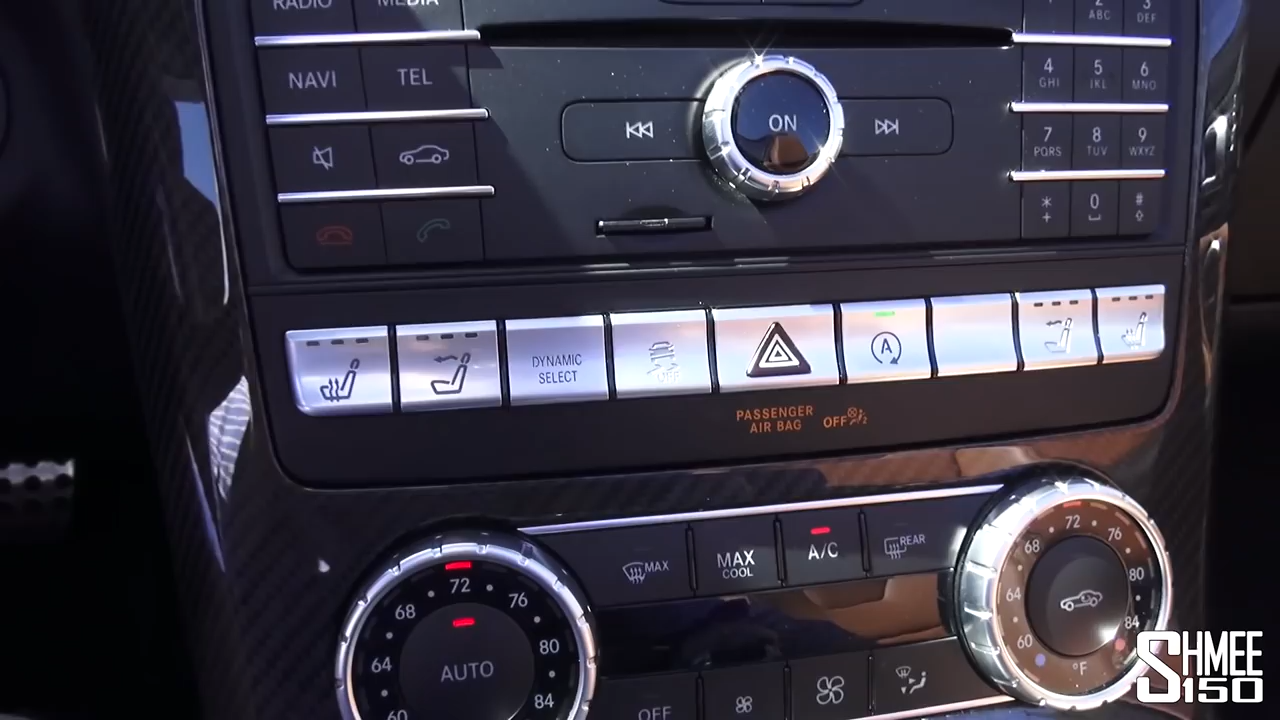 RADIO
MEDIA
NAVI
TEL
ON
2
ABC
3
DEF
4
GHI
5
JKL
6
MNO
7
PQRS
8
TUV
9
WXYZ
*
+
0
#
DYNAMIC
SELECT
OFF
A
PASSENGER
AIR BAG
OFF
2
MAX
MAX
COOL
A/C
REAR
72
68
76
64
80
60
84
AUTO
OFF
72
68
76
64
80
60
84
°F
SHMEE
150